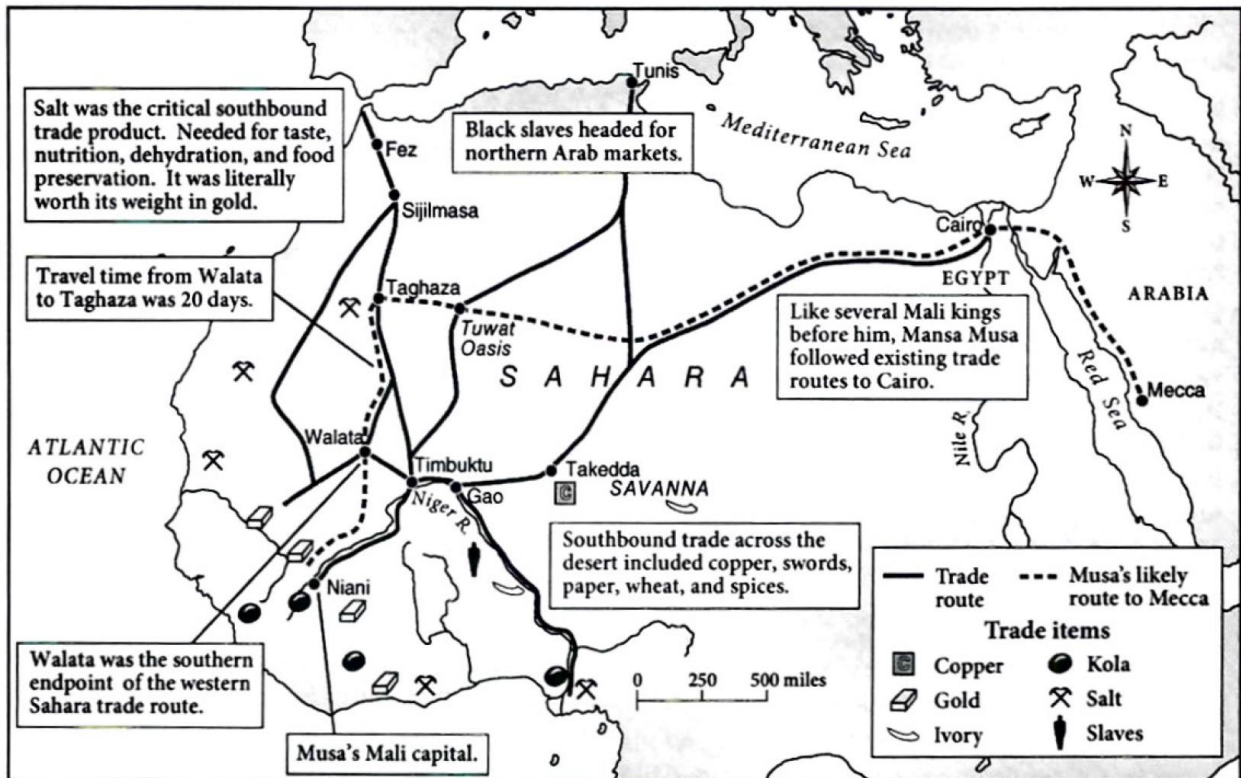 Tunis
Mediterranean Sea
Salt was the critical southbound
trade product. Needed for taste,
nutrition, dehydration, and food
preservation. It was literally
worth its weight in gold.
Black slaves headed for
northern Arab markets.
N
W
E
S
Fez
Sijilmasa
Cairo
EGYPT
ARABIA
Travel time from Walata
to Taghaza was 20 days.
Taghaza
Tuwat
Oasis
SAHARA
Like several Mali kings
before him, Mansa Musa
followed existing trade
routes to Cairo.
Red Sea
Mecca
Nile R.
ATLANTIC
OCEAN
Walata
Timbuktu
Niger R.
Gao
Takedda
C
SAVANNA
Southbound trade across the
desert included copper, swords,
paper, wheat, and spices.
Niani
Walata was the southern
endpoint of the western
Sahara trade route.
Musa's Mali capital.
0 250 500 miles
Trade
route
Musa's likely
route to Mecca
Trade items
C Copper
Kola
Gold
Salt
Ivory
Slaves